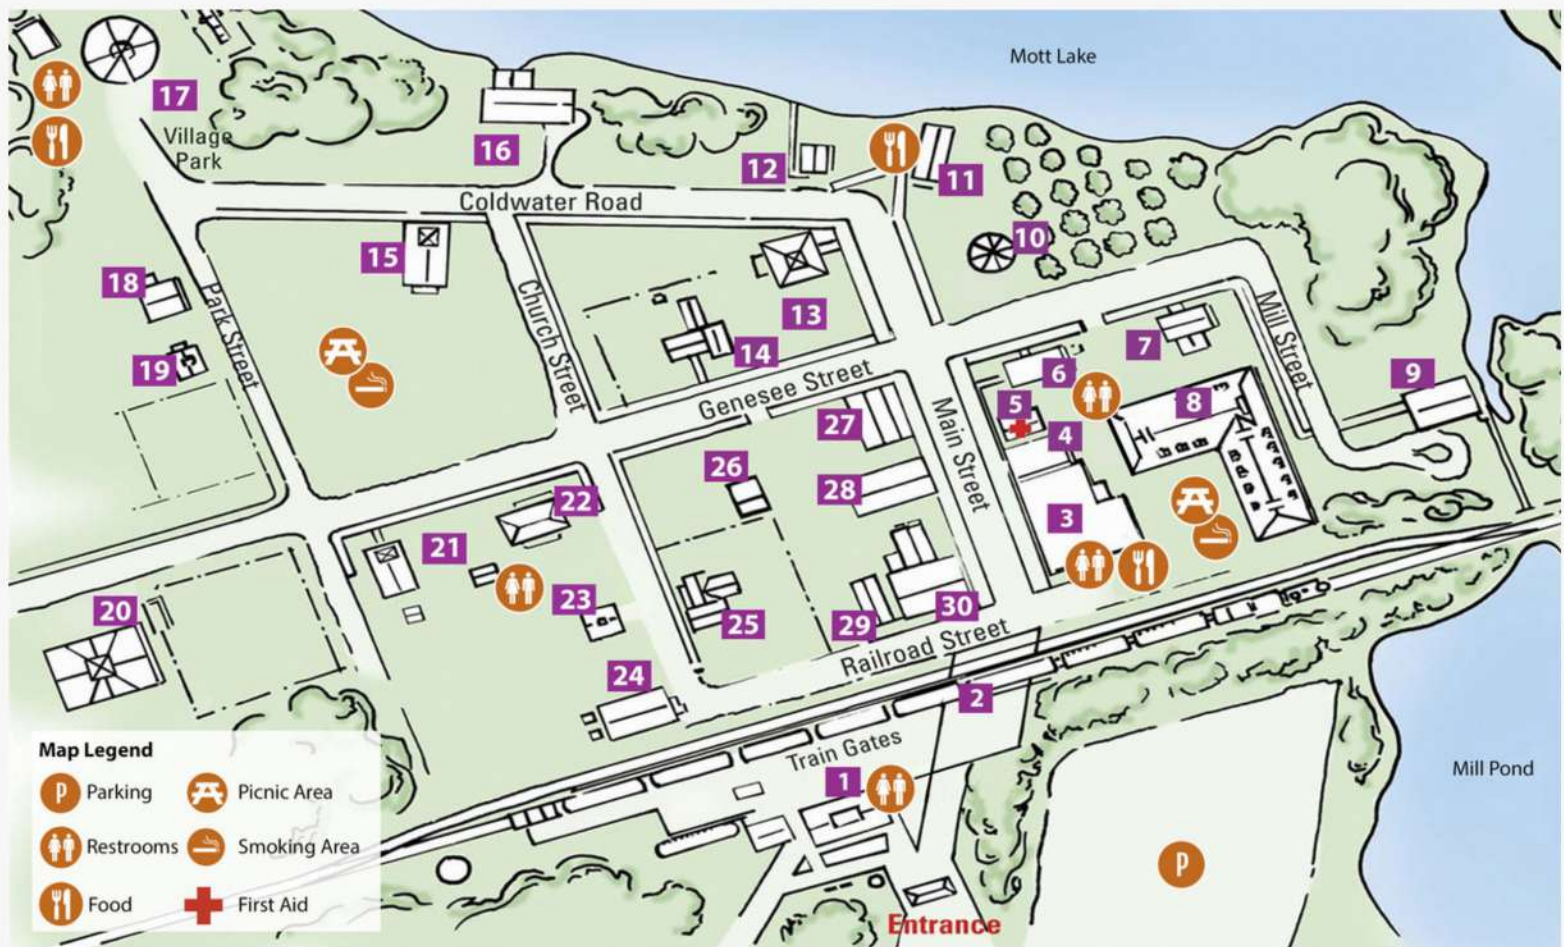 Mott Lake
17
Village
Park
16
12
11
Coldwater Road
10
15
18
13
Park Street
Church Street
Mill Street
14
7
19
6
9
Genesee Street
5
8
27
Main Street
4
26
28
22
3
21
20
23
30
25
29
Railroad Street
24
2
Train Gates
1
Mill Pond
Map Legend
P Parking
Picnic Area
Restrooms
Smoking Area
Food
First Aid
P
Entrance